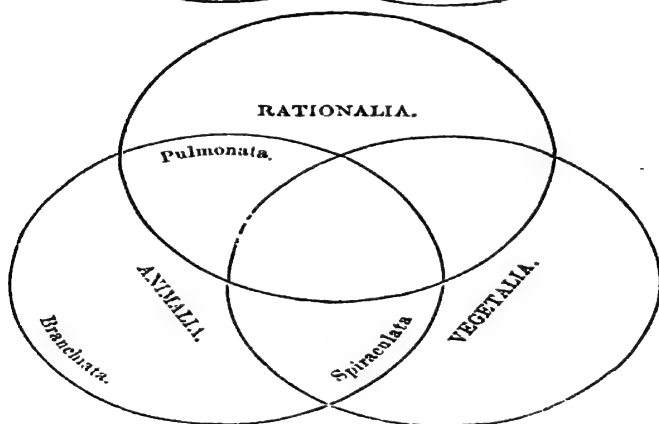 RATIONALIA.
Pulmonata.
ANIMALIA.
VEGETALIA.
Branchiata.
Spiraculata